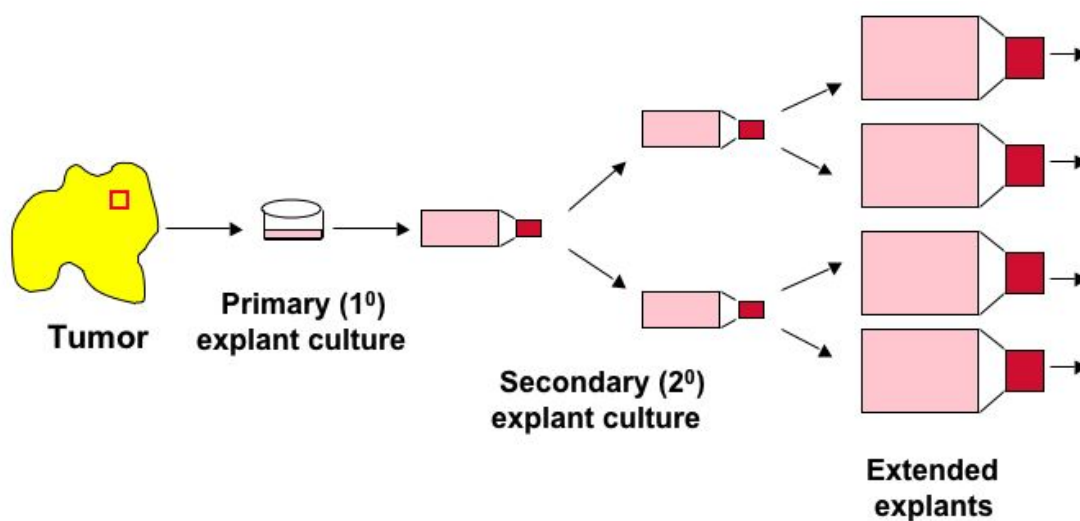 Tumor
Primary (1⁰)
explant culture
Secondary (2⁰)
explant culture
Extended
explants